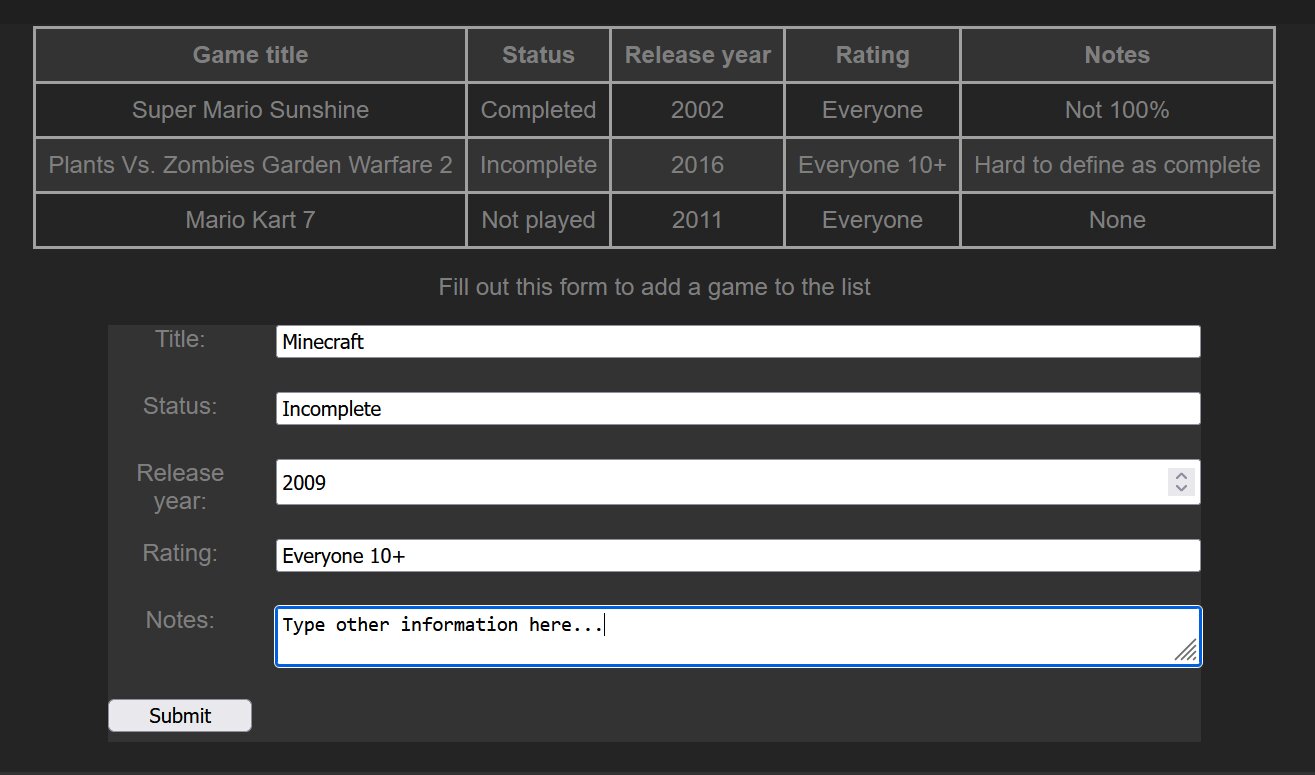 Game title Status Release year Rating Notes
Super Mario Sunshine Completed 2002 Everyone Not 100%
Plants Vs. Zombies Garden Warfare 2 Incomplete 2016 Everyone 10+ Hard to define as complete
Mario Kart 7 Not played 2011 Everyone None
Fill out this form to add a game to the list
Title: Minecraft
Status: Incomplete
Release
year: 2009
Rating: Everyone 10+
Notes: Type other information here...
Submit